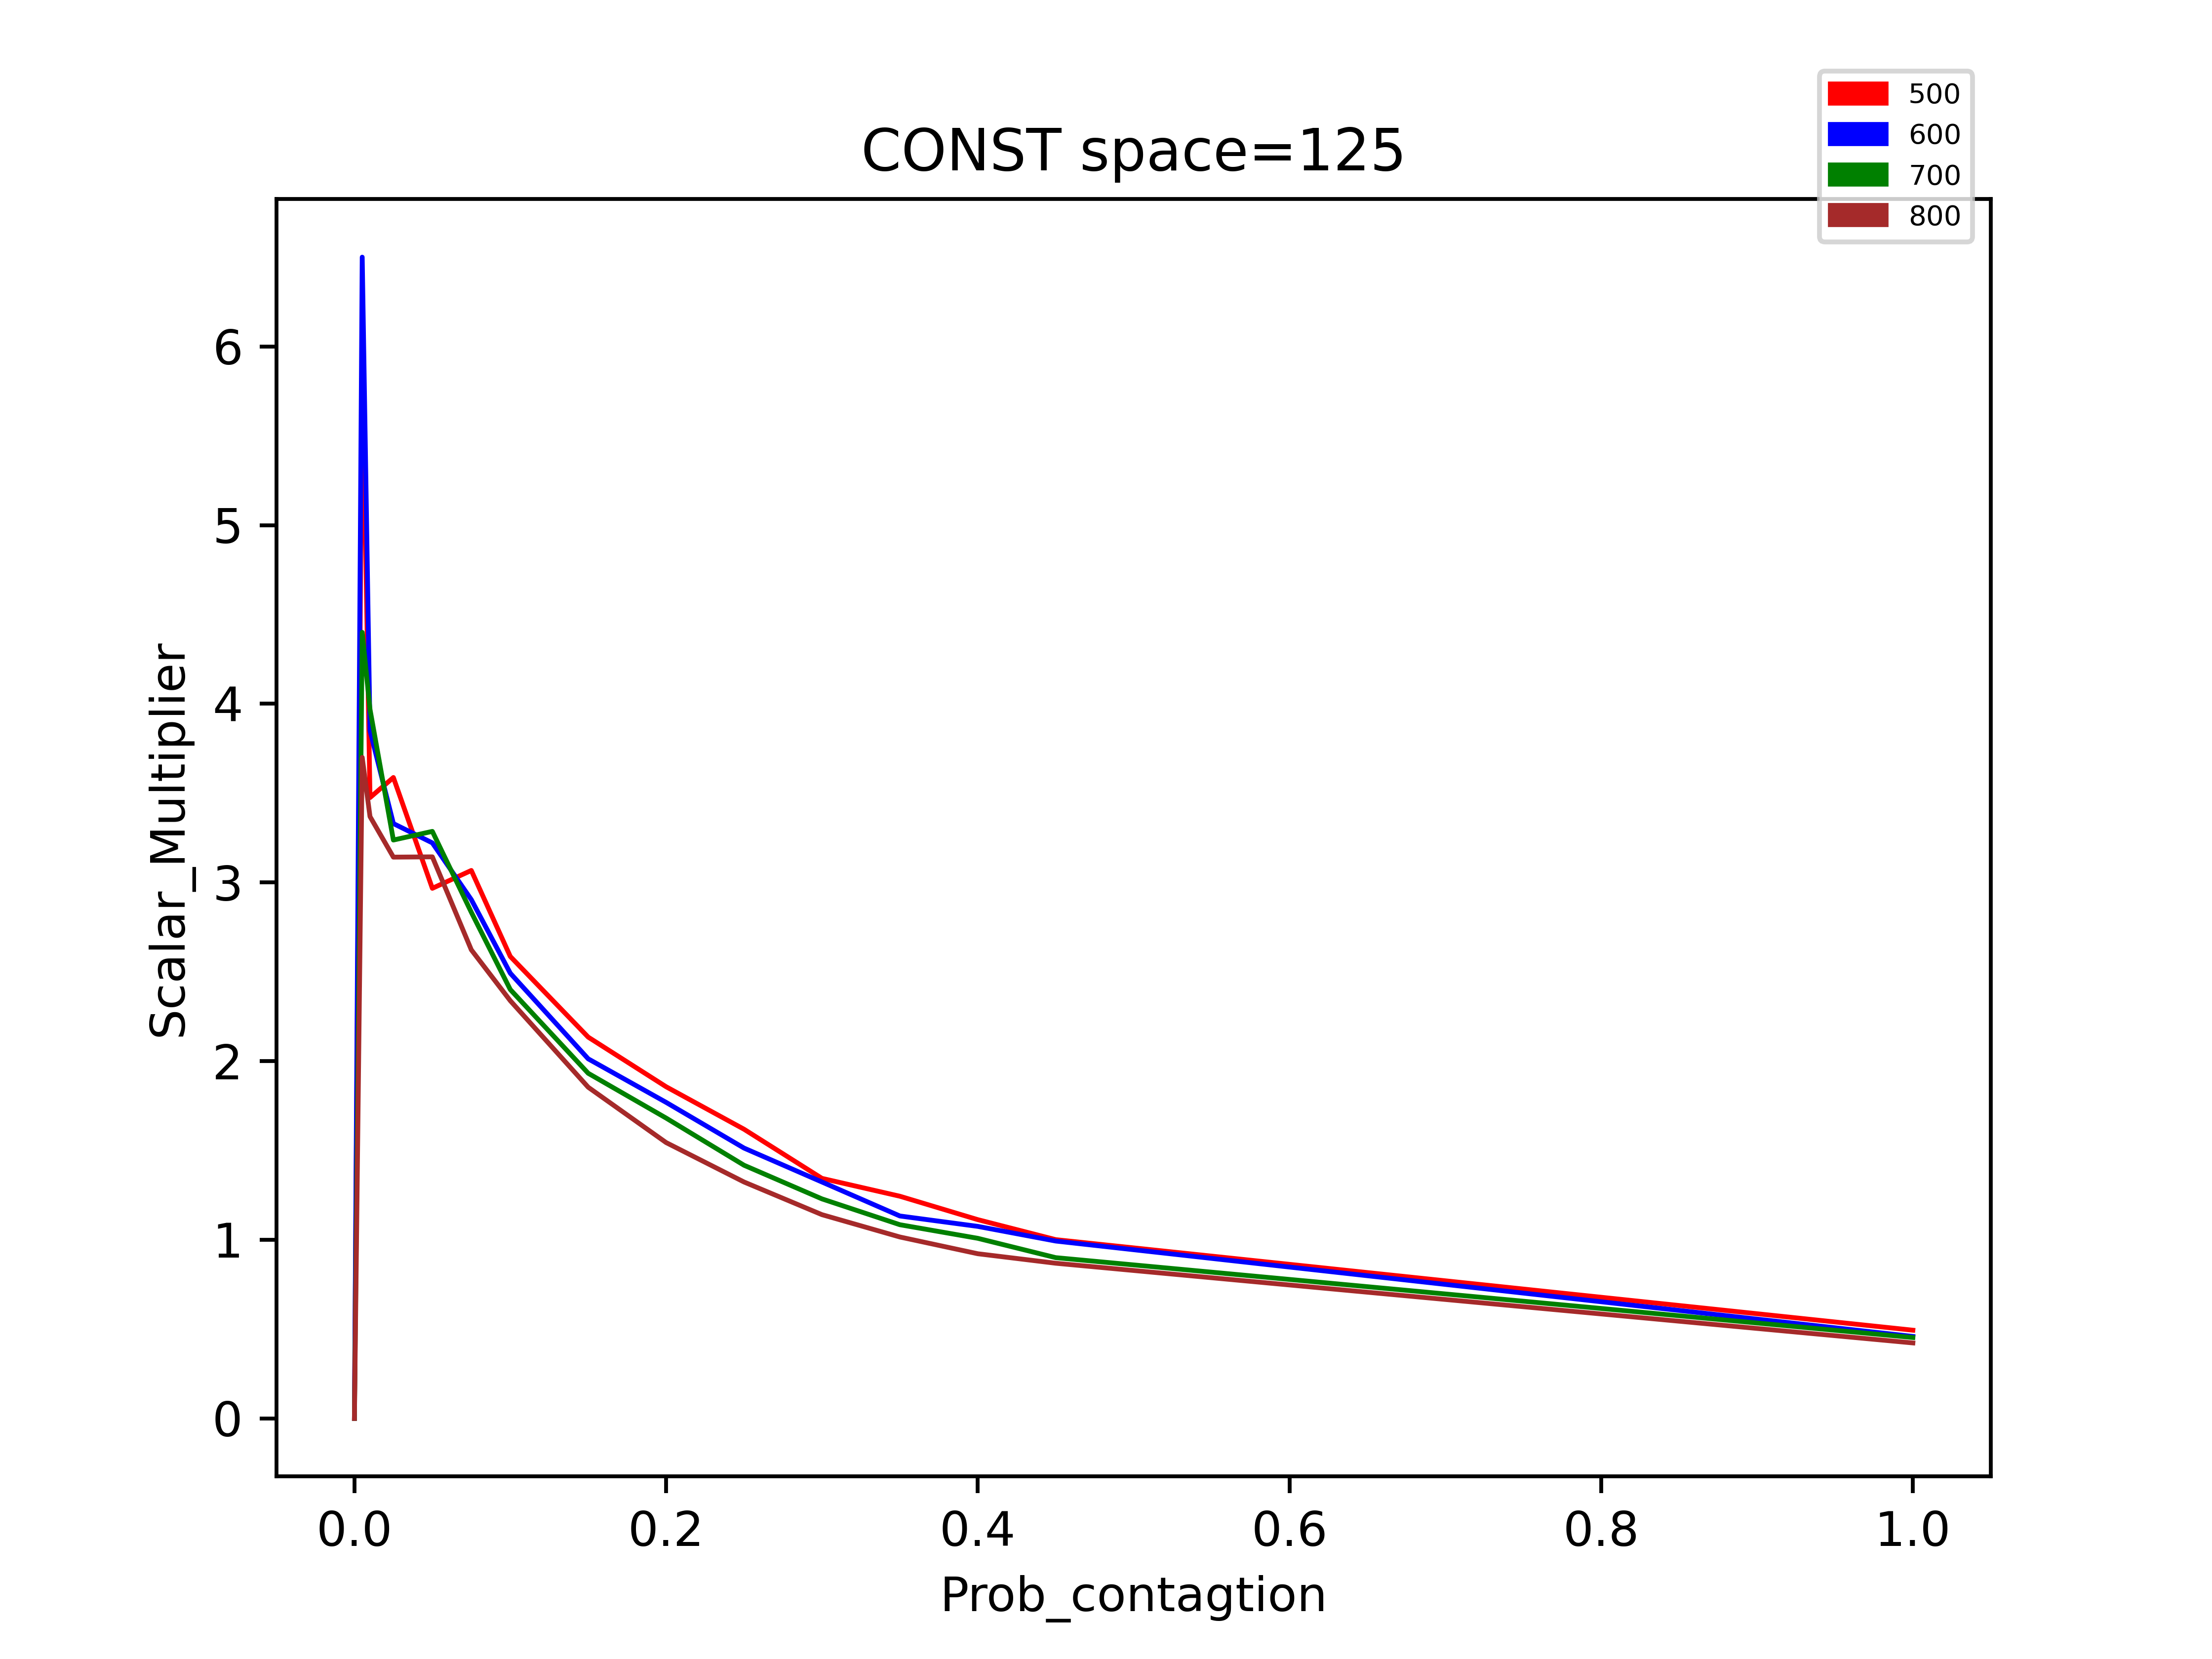 500
600
700
800
CONST space=125
Scalar_Multiplier
6
5
4
3
2
1
0
0.0 0.2 0.4 0.6 0.8 1.0
Prob_contagtion